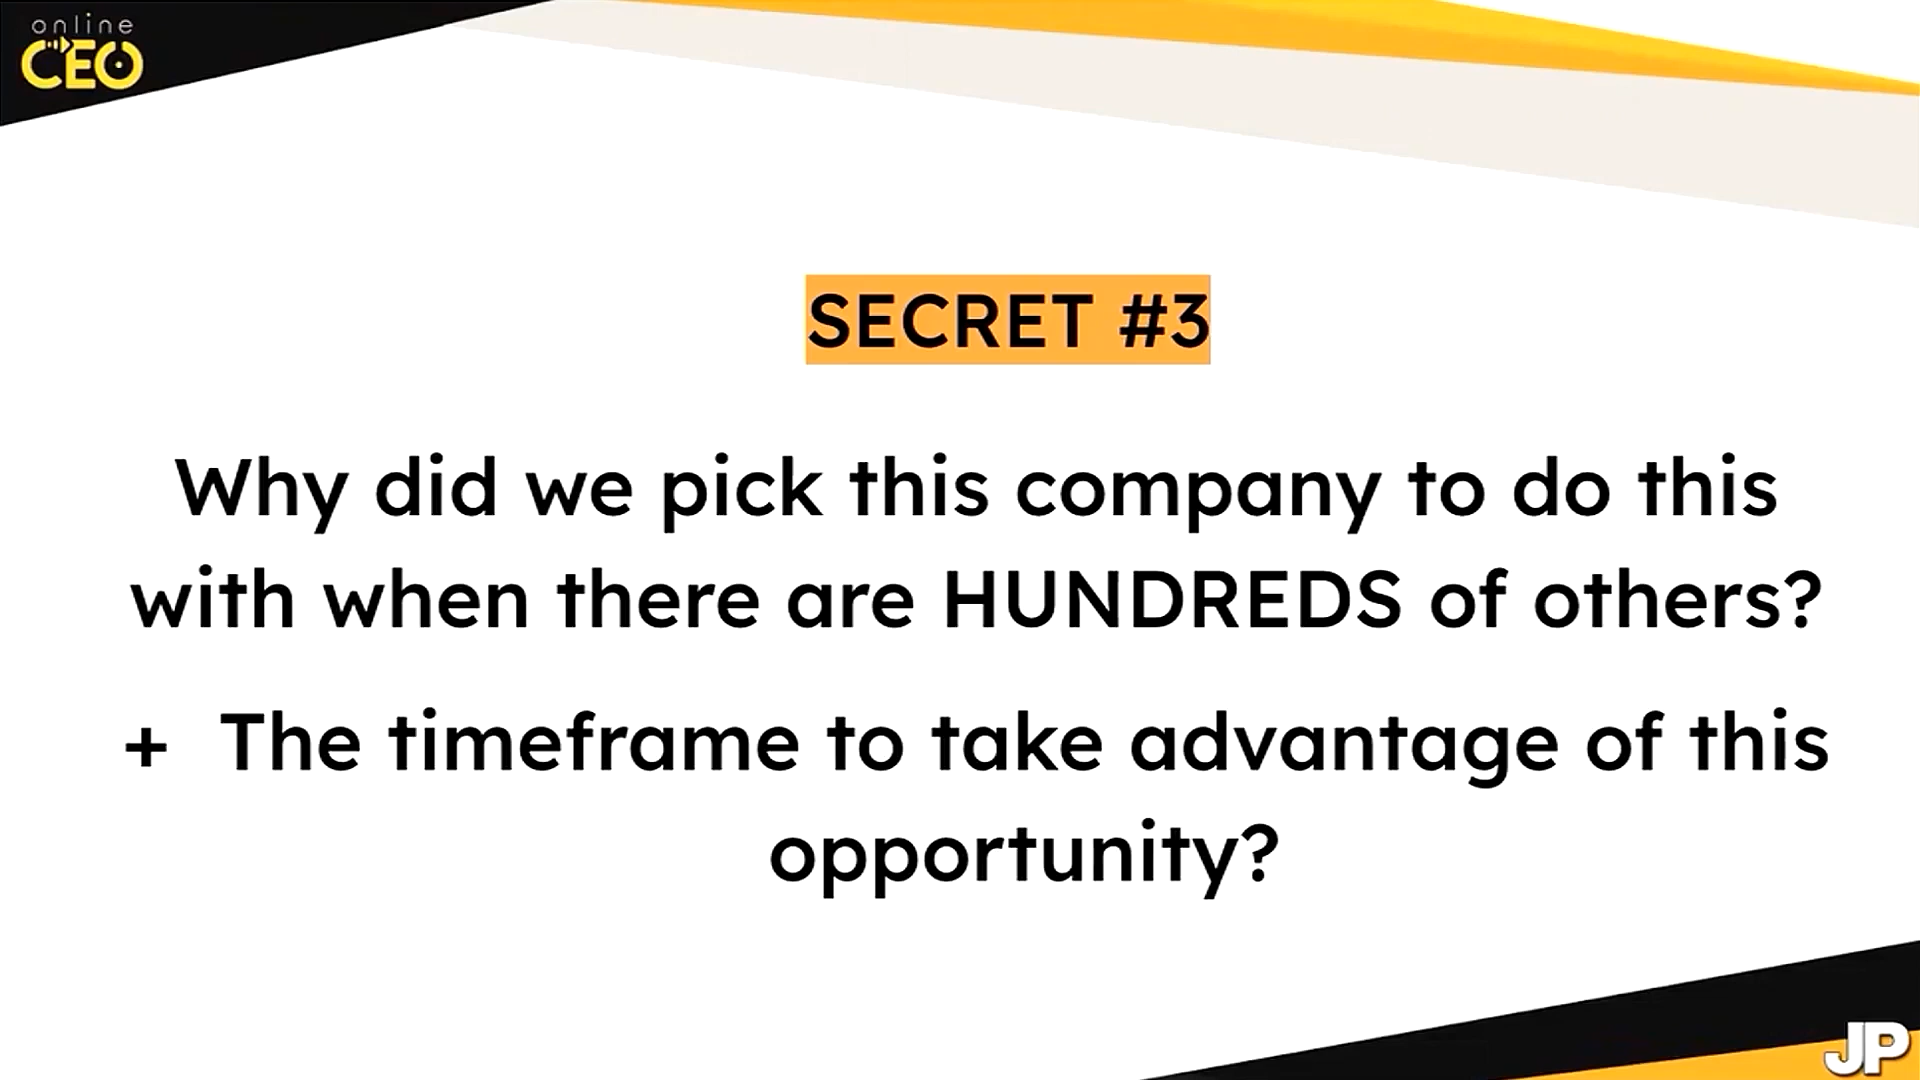 online
CEO
SECRET #3
Why did we pick this company to do this
with when there are HUNDREDS of others?
+ The timeframe to take advantage of this
opportunity?
JP